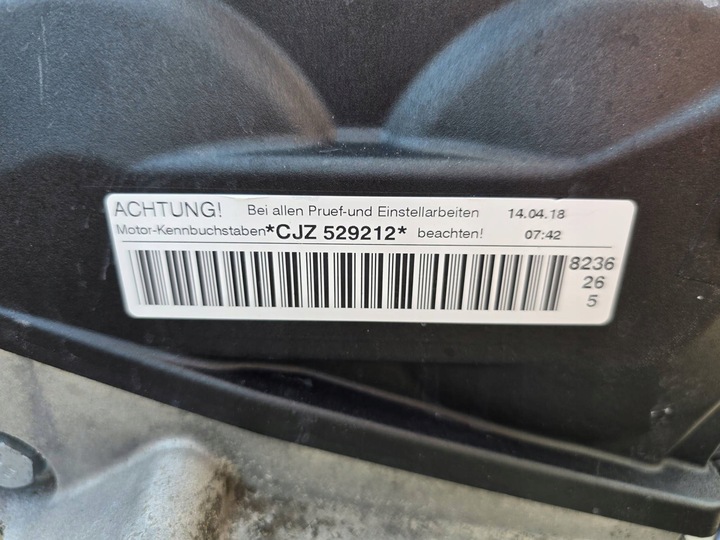 ACHTUNG! Bei allen Pruef-und Einstellarbeiten 14.04.18
Motor-Kennbuchstaben *CJZ 529212* beachten! 07:42
8236
26
5